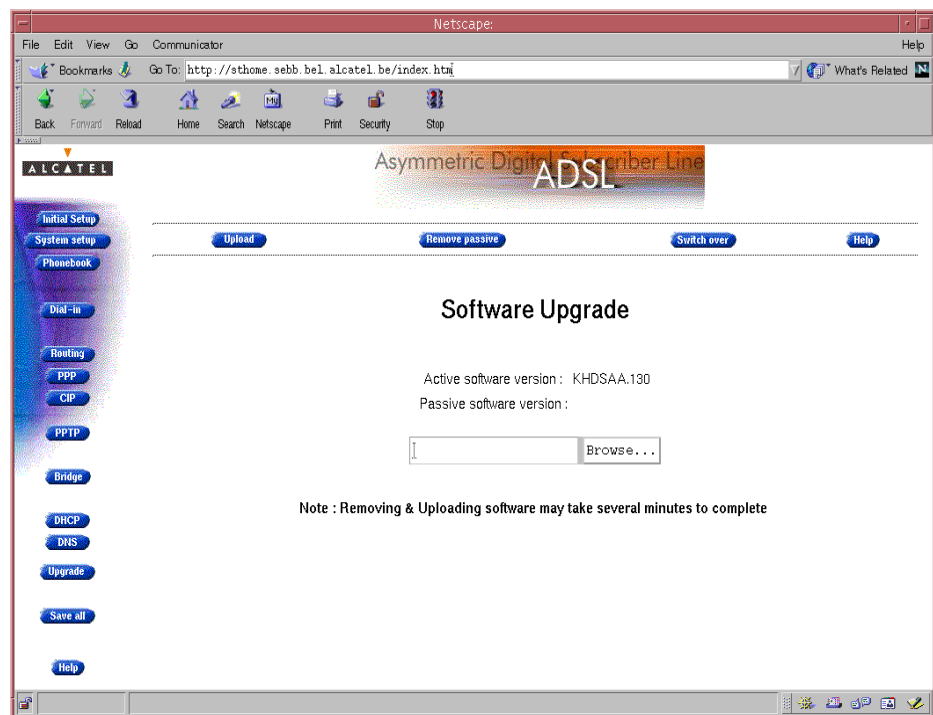 Netscape:
File Edit View Go Communicator Help
Bookmarks Go To: http://sthome.sebb.bel.alcatel.be/index.htm What's Related N
My
Back Forward Reload Home Search Netscape Print Security Stop
ALCATEL
Asymmetric Digital Subscriber Line
ADSL
Initial Setup
System setup
Phonebook
Dial-in
Routing
PPP
CIP
PPTP
Bridge
DHCP
DNS
Upgrade
Save all
Help
Upload Remove passive Switch over Help
Software Upgrade
Active software version : KHDSAA.130
Passive software version :
Browse...
Note : Removing & Uploading software may take several minutes to complete